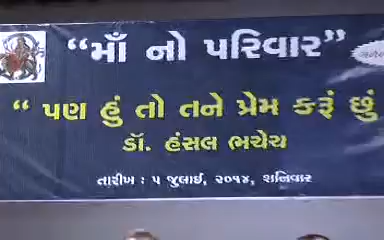 “માઁ નો પરિવાર”
“ પણ હું તો તને પ્રેમ કરૂં છું
ડૉ. હંસલ ભચેચ
તારીખ : ૫ જુલાઈ, ૨૦૧૪, શનિવાર